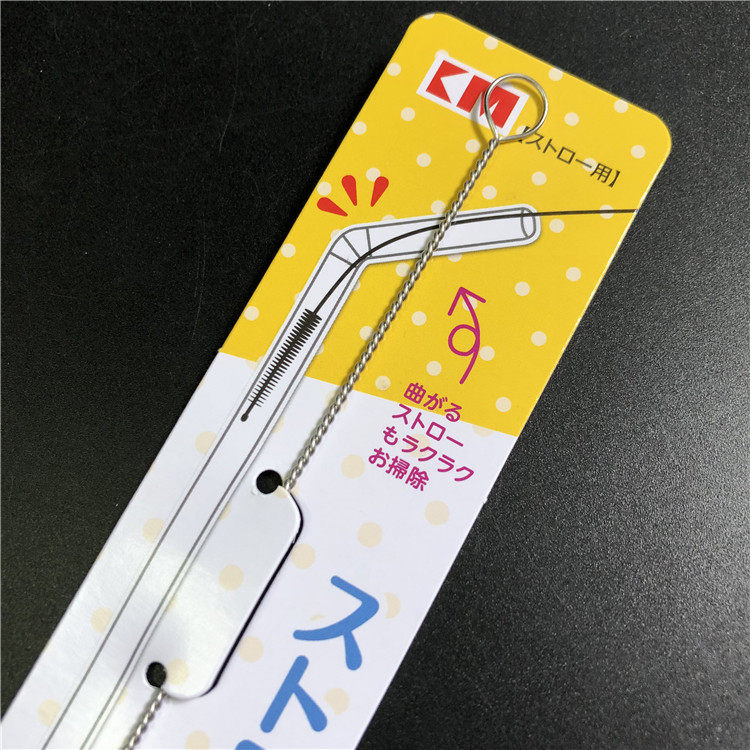 KM
【ストロー用】
曲がる
ストロー
もラクラク
お掃除
スト